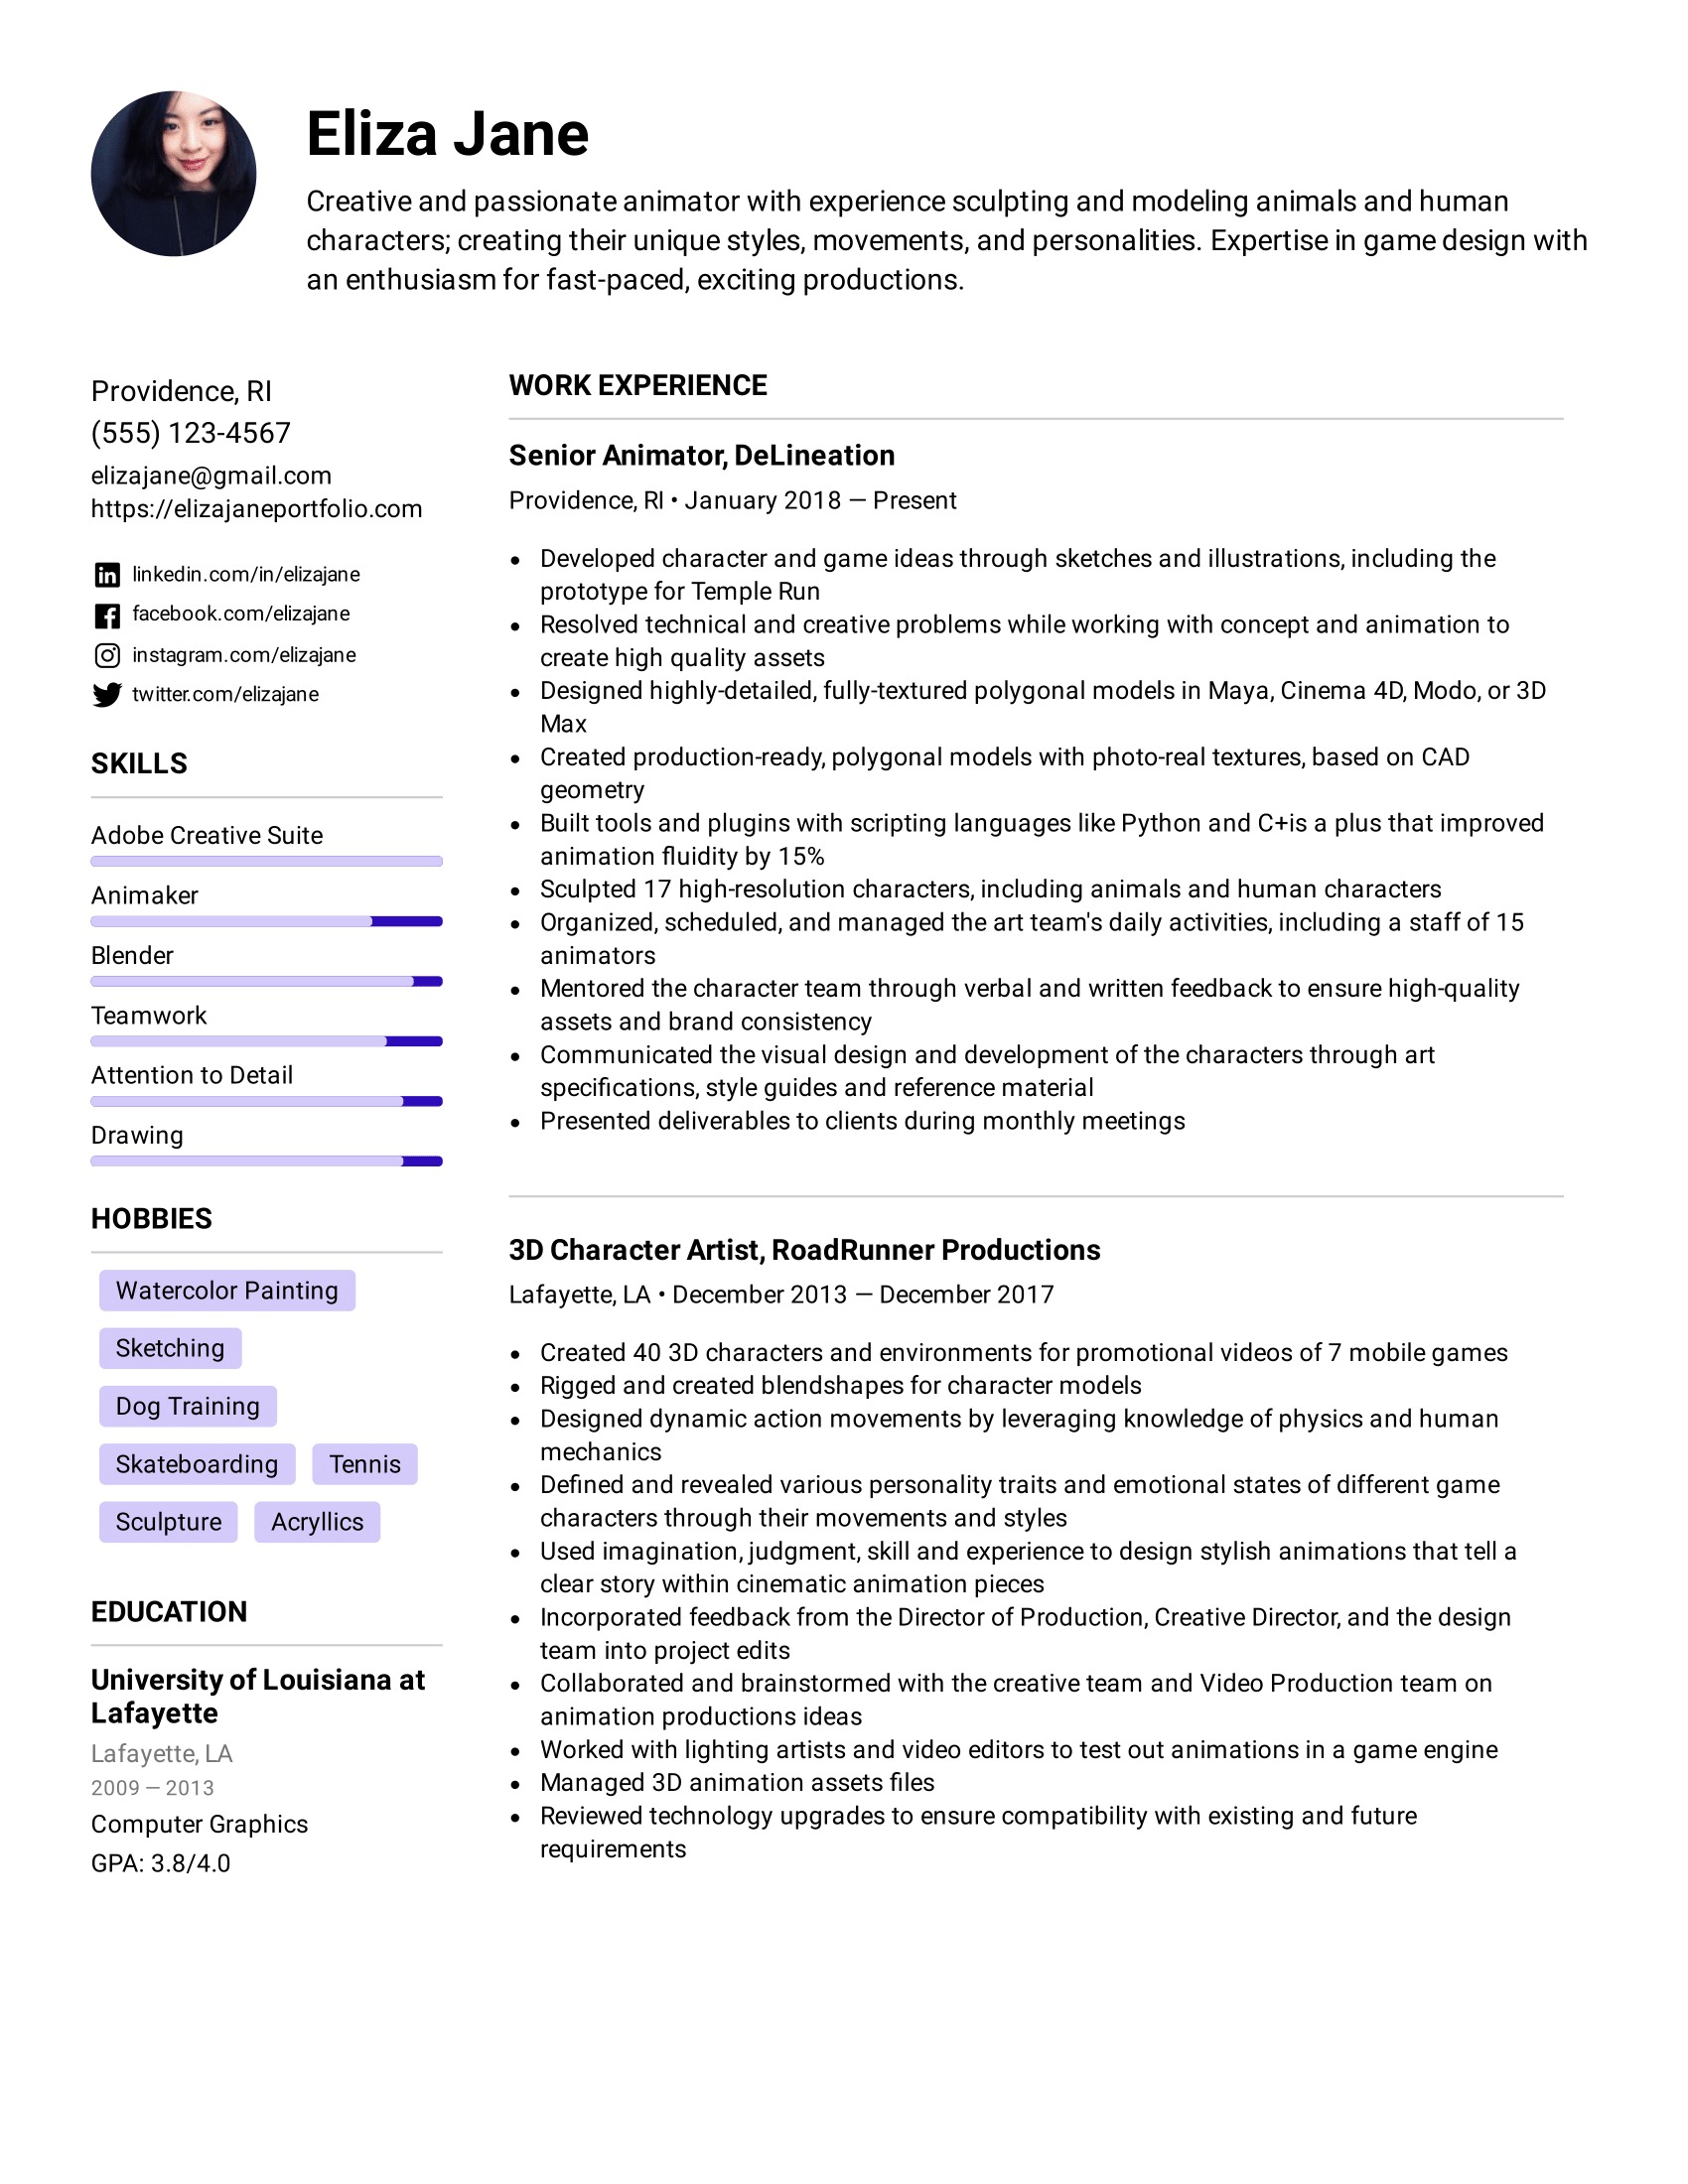 Eliza Jane
Creative and passionate animator with experience sculpting and modeling animals and human
characters; creating their unique styles, movements, and personalities. Expertise in game design with
an enthusiasm for fast-paced, exciting productions.
Providence, RI
(555) 123-4567
elizajane@gmail.com
https://elizajaneportfolio.com
linkedin.com/in/elizajane
facebook.com/elizajane
instagram.com/elizajane
twitter.com/elizajane
SKILLS
Adobe Creative Suite
Animaker
Blender
Teamwork
Attention to Detail
Drawing
HOBBIES
Watercolor Painting
Sketching
Dog Training
Skateboarding Tennis
Sculpture Acryllics
EDUCATION
University of Louisiana at
Lafayette
Lafayette, LA
2009 — 2013
Computer Graphics
GPA: 3.8/4.0
WORK EXPERIENCE
Senior Animator, DeLineation
Providence, RI • January 2018 — Present
• Developed character and game ideas through sketches and illustrations, including the
prototype for Temple Run
• Resolved technical and creative problems while working with concept and animation to
create high quality assets
• Designed highly-detailed, fully-textured polygonal models in Maya, Cinema 4D, Modo, or 3D
Max
• Created production-ready, polygonal models with photo-real textures, based on CAD
geometry
• Built tools and plugins with scripting languages like Python and C+is a plus that improved
animation fluidity by 15%
• Sculpted 17 high-resolution characters, including animals and human characters
• Organized, scheduled, and managed the art team's daily activities, including a staff of 15
animators
• Mentored the character team through verbal and written feedback to ensure high-quality
assets and brand consistency
• Communicated the visual design and development of the characters through art
specifications, style guides and reference material
• Presented deliverables to clients during monthly meetings
3D Character Artist, RoadRunner Productions
Lafayette, LA • December 2013 — December 2017
• Created 40 3D characters and environments for promotional videos of 7 mobile games
• Rigged and created blendshapes for character models
• Designed dynamic action movements by leveraging knowledge of physics and human
mechanics
• Defined and revealed various personality traits and emotional states of different game
characters through their movements and styles
• Used imagination, judgment, skill and experience to design stylish animations that tell a
clear story within cinematic animation pieces
• Incorporated feedback from the Director of Production, Creative Director, and the design
team into project edits
• Collaborated and brainstormed with the creative team and Video Production team on
animation productions ideas
• Worked with lighting artists and video editors to test out animations in a game engine
• Managed 3D animation assets files
• Reviewed technology upgrades to ensure compatibility with existing and future
requirements